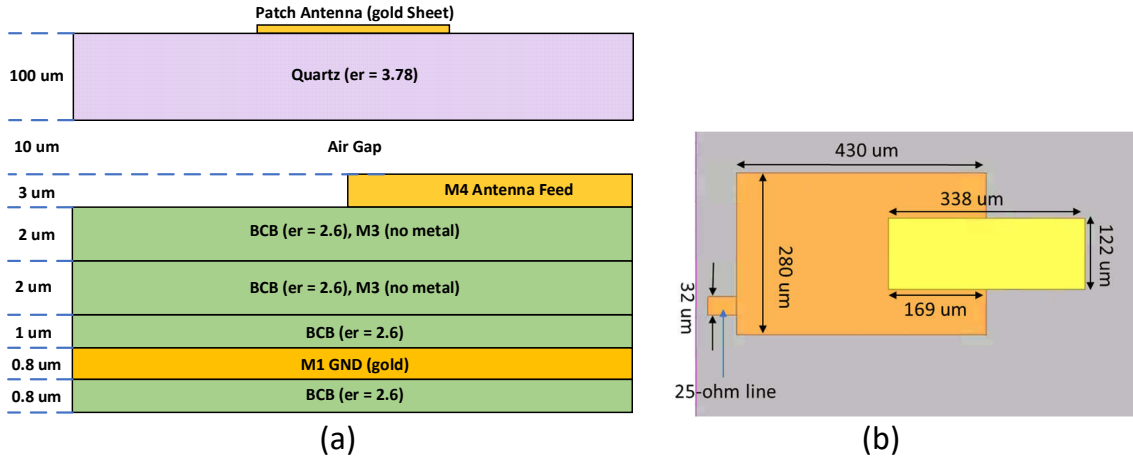 Patch Antenna (gold Sheet)
100 um
Quartz (er = 3.78)
10 um
Air Gap
3 um
M4 Antenna Feed
2 um
BCB (er = 2.6), M3 (no metal)
2 um
BCB (er = 2.6), M3 (no metal)
1 um
BCB (er = 2.6)
0.8 um
M1 GND (gold)
0.8 um
BCB (er = 2.6)
(a)
430 um
338 um
280 um
122 um
32 um
169 um
25-ohm line
(b)